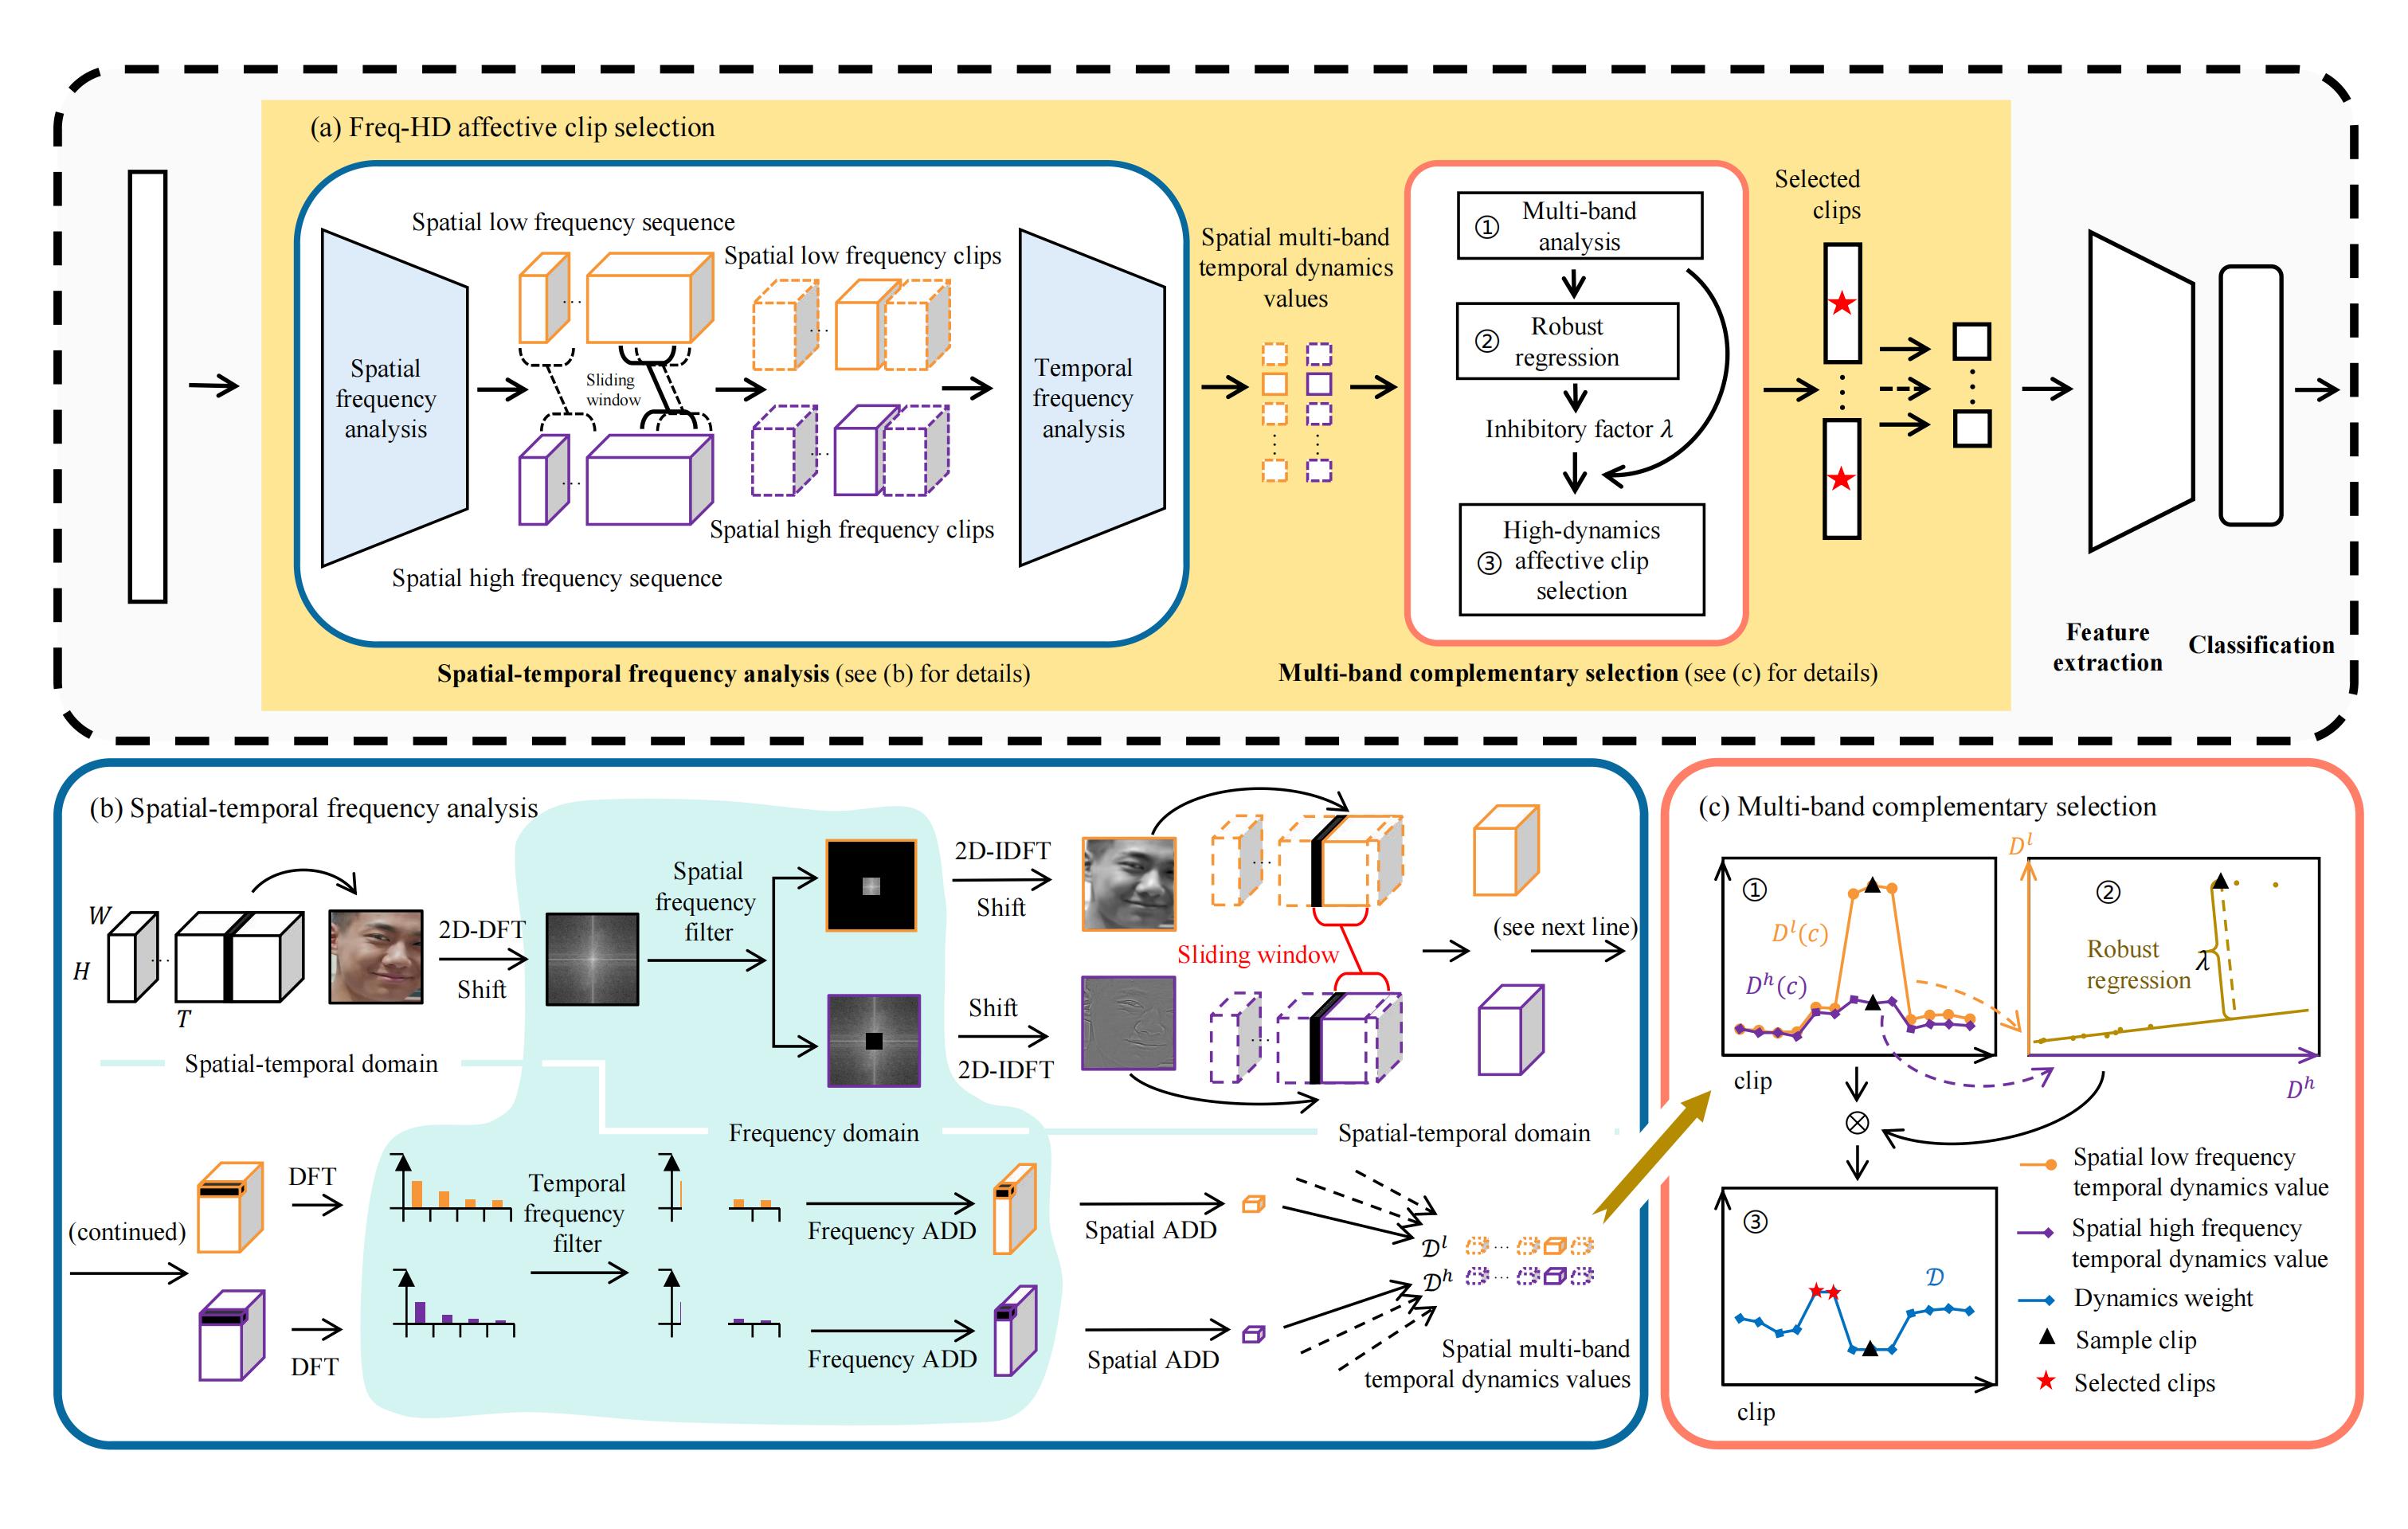 (a) Freq-HD affective clip selection
Spatial
frequency
analysis
Spatial low frequency sequence
Spatial low frequency clips
Sliding
window
Spatial high frequency clips
Spatial high frequency sequence
Temporal
frequency
analysis
Spatial-temporal frequency analysis (see (b) for details)
Spatial multi-band
temporal dynamics
values
① Multi-band
analysis
② Robust
regression
Inhibitory factor λ
High-dynamics
③ affective clip
selection
Multi-band complementary selection (see (c) for details)
Selected
clips
Feature
extraction
Classification
(b) Spatial-temporal frequency analysis
W
H
T
2D-DFT
Shift
Spatial
frequency
filter
2D-IDFT
Shift
Shift
2D-IDFT
Sliding window
(see next line)
Spatial-temporal domain
Frequency domain
Spatial-temporal domain
(continued)
DFT
DFT
Temporal
frequency
filter
Frequency ADD
Frequency ADD
Spatial ADD
Spatial ADD
𝒟ˡ
𝒟ʰ
Spatial multi-band
temporal dynamics values
(c) Multi-band complementary selection
①
Dˡ(c)
Dʰ(c)
clip
Dˡ
②
Robust
regression
λ
Dʰ
⊗
③
𝒟
clip
Spatial low frequency
temporal dynamics value
Spatial high frequency
temporal dynamics value
Dynamics weight
Sample clip
Selected clips